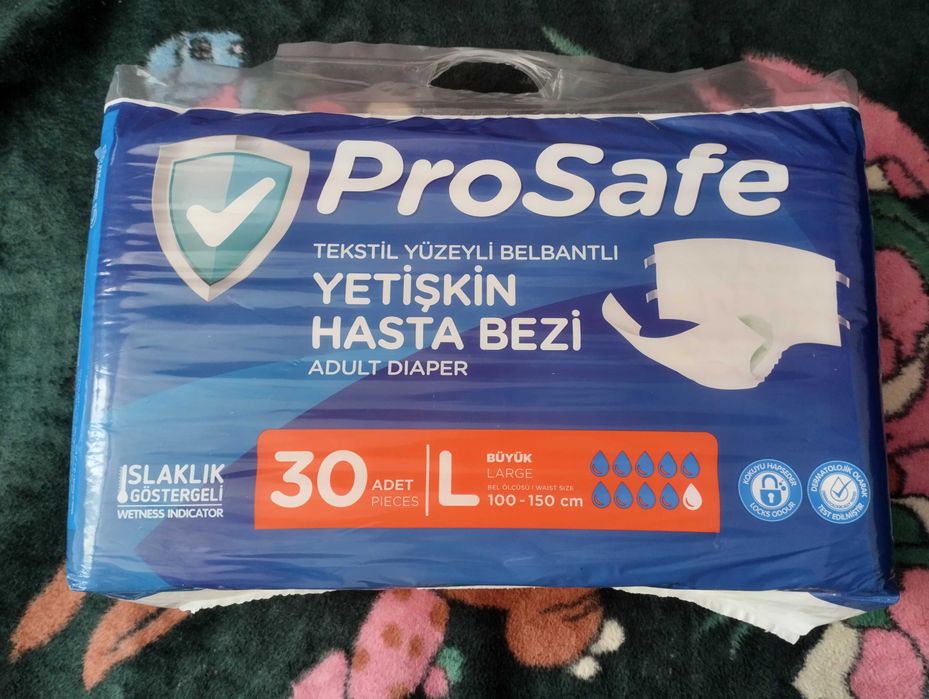 ProSafe
TEKSTİL YÜZEYLİ BELBANTLI
YETİŞKİN
HASTA BEZİ
ADULT DIAPER
ISLAKLIK
GÖSTERGELİ
WETNESS INDICATOR
30 ADET
PIECES
L BÜYÜK
LARGE
BEL ÖLÇÜSÜ / WAIST SIZE
100 - 150 cm
KOKUYU HAPSEDER
LOCKS ODOUR
DERMATOLOJİK OLARAK
TEST EDİLMİŞTİR